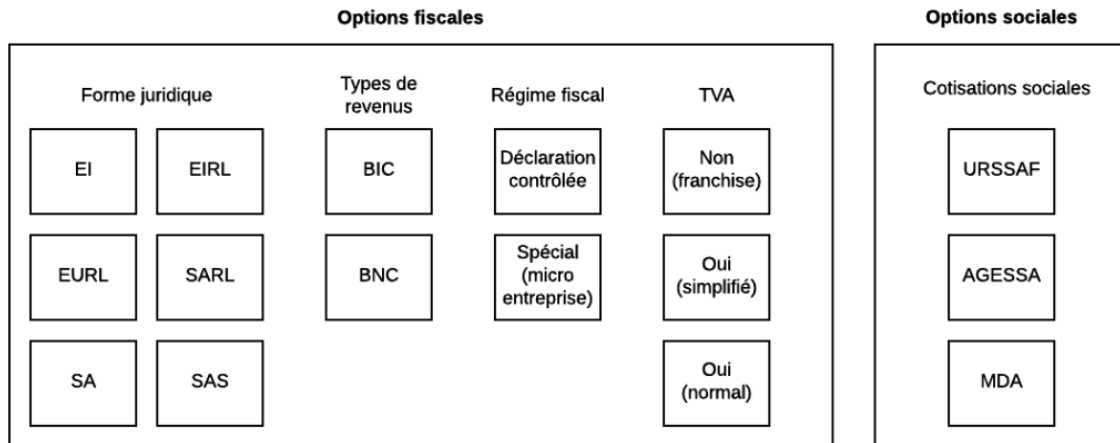 Options fiscales
Options sociales
Forme juridique
Types de
revenus
Régime fiscal
TVA
Cotisations sociales
EI
EIRL
BIC
Déclaration
contrôlée
Non
(franchise)
URSSAF
EURL
SARL
BNC
Spécial
(micro
entreprise)
Oui
(simplifié)
AGESSA
SA
SAS
Oui
(normal)
MDA